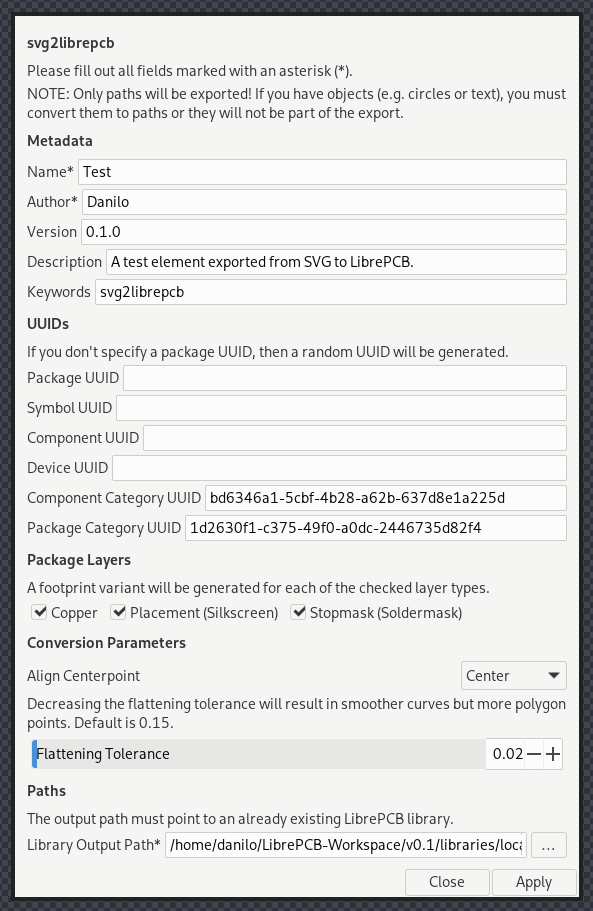 svg2librepcb
Please fill out all fields marked with an asterisk (*).
NOTE: Only paths will be exported! If you have objects (e.g. circles or text), you must
convert them to paths or they will not be part of the export.
Metadata
Name* Test
Author* Danilo
Version 0.1.0
Description A test element exported from SVG to LibrePCB.
Keywords svg2librepcb
UUIDs
If you don't specify a package UUID, then a random UUID will be generated.
Package UUID
Symbol UUID
Component UUID
Device UUID
Component Category UUID bd6346a1-5cbf-4b28-a62b-637d8e1a225d
Package Category UUID 1d2630f1-c375-49f0-a0dc-2446735d82f4
Package Layers
A footprint variant will be generated for each of the checked layer types.
Copper Placement (Silkscreen) Stopmask (Soldermask)
Conversion Parameters
Align Centerpoint Center
Decreasing the flattening tolerance will result in smoother curves but more polygon
points. Default is 0.15.
Flattening Tolerance 0.02
Paths
The output path must point to an already existing LibrePCB library.
Library Output Path* /home/danilo/LibrePCB-Workspace/v0.1/libraries/loca ...
Close Apply